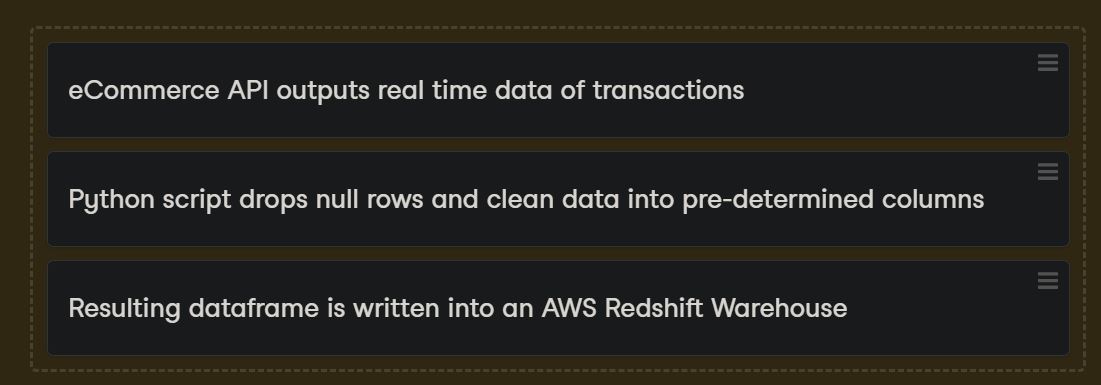 eCommerce API outputs real time data of transactions
Python script drops null rows and clean data into pre-determined columns
Resulting dataframe is written into an AWS Redshift Warehouse